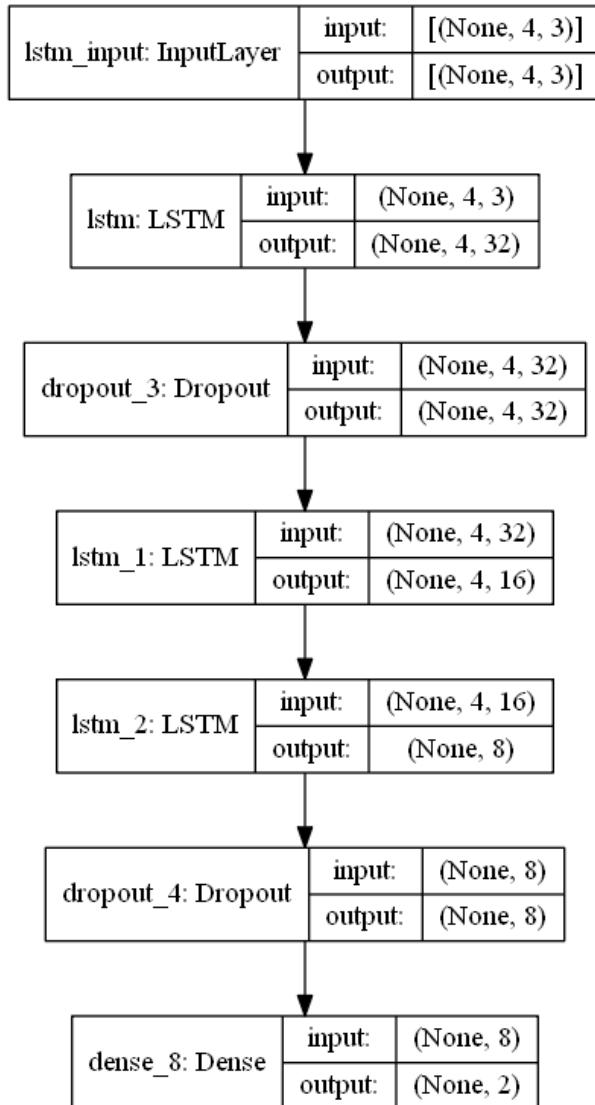 lstm_input: InputLayer
input: [(None, 4, 3)]
output: [(None, 4, 3)]
lstm: LSTM
input: (None, 4, 3)
output: (None, 4, 32)
dropout_3: Dropout
input: (None, 4, 32)
output: (None, 4, 32)
lstm_1: LSTM
input: (None, 4, 32)
output: (None, 4, 16)
lstm_2: LSTM
input: (None, 4, 16)
output: (None, 8)
dropout_4: Dropout
input: (None, 8)
output: (None, 8)
dense_8: Dense
input: (None, 8)
output: (None, 2)